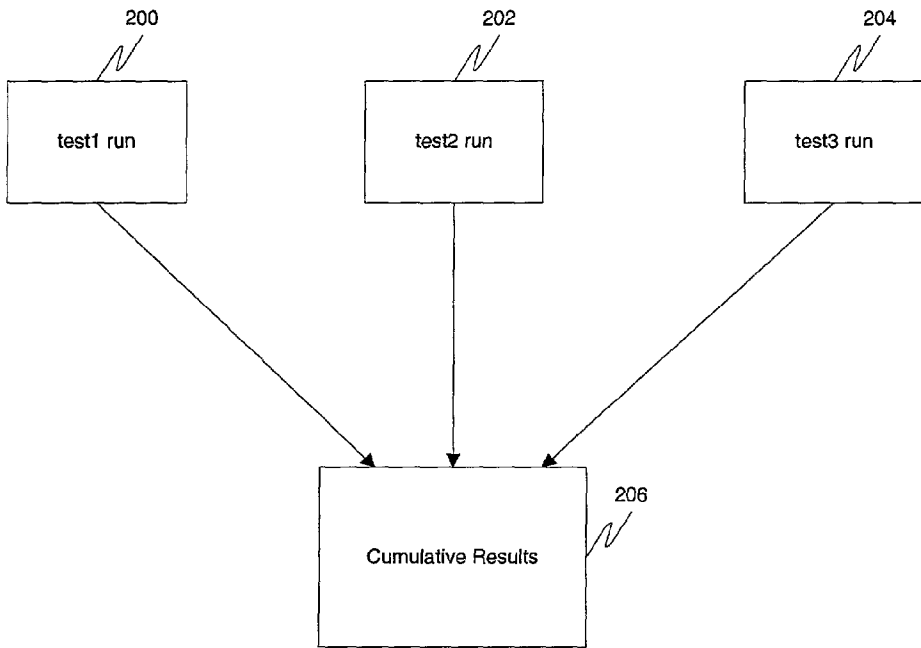 200
202
204
test1 run
test2 run
test3 run
206
Cumulative Results